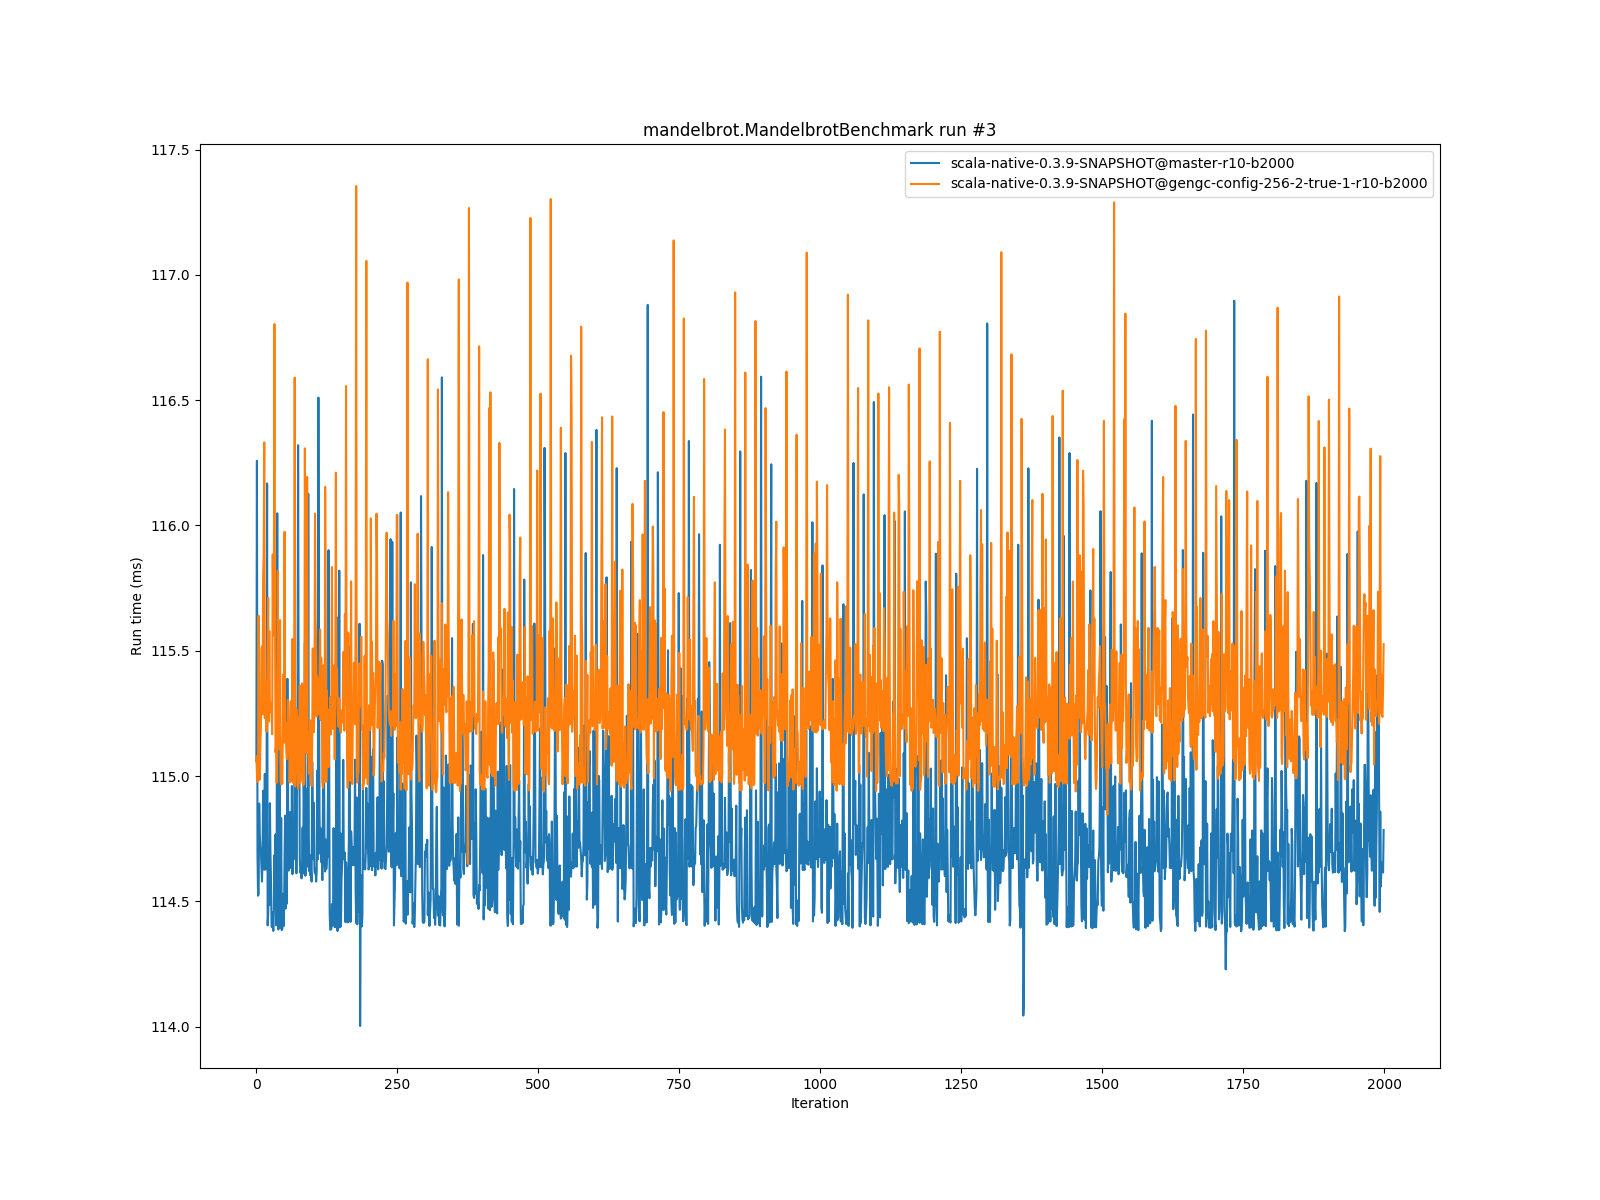 mandelbrot.MandelbrotBenchmark run #3
scala-native-0.3.9-SNAPSHOT@master-r10-b2000
scala-native-0.3.9-SNAPSHOT@gengc-config-256-2-true-1-r10-b2000
Run time (ms)
117.5
117.0
116.5
116.0
115.5
115.0
114.5
114.0
0 250 500 750 1000 1250 1500 1750 2000
Iteration